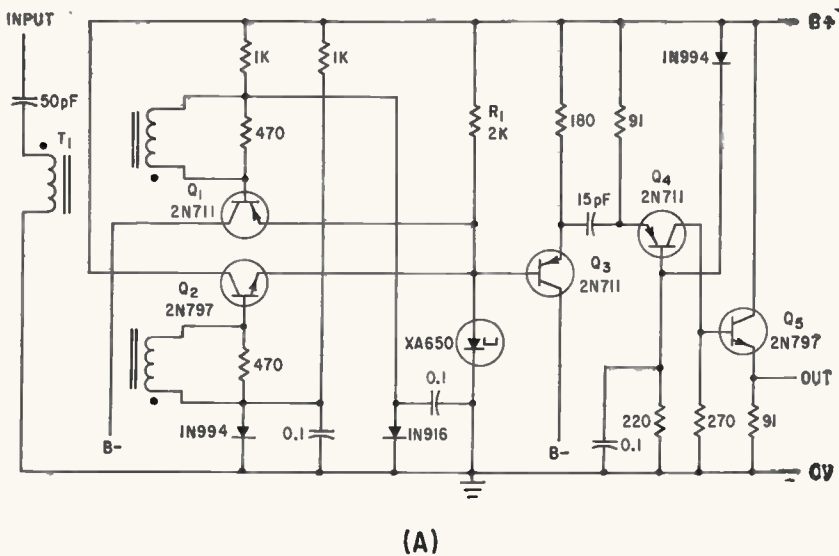 INPUT
B+
1K
1K
1N994
50pF
R1
2K
180
91
T1
470
15pF
Q4
2N711
Q1
2N711
Q2
2N797
Q3
2N711
Q5
2N797
XA650
470
0.1
OUT
B-
1N994
0.1
1N916
B-
0.1
220
270
91
0V
(A)